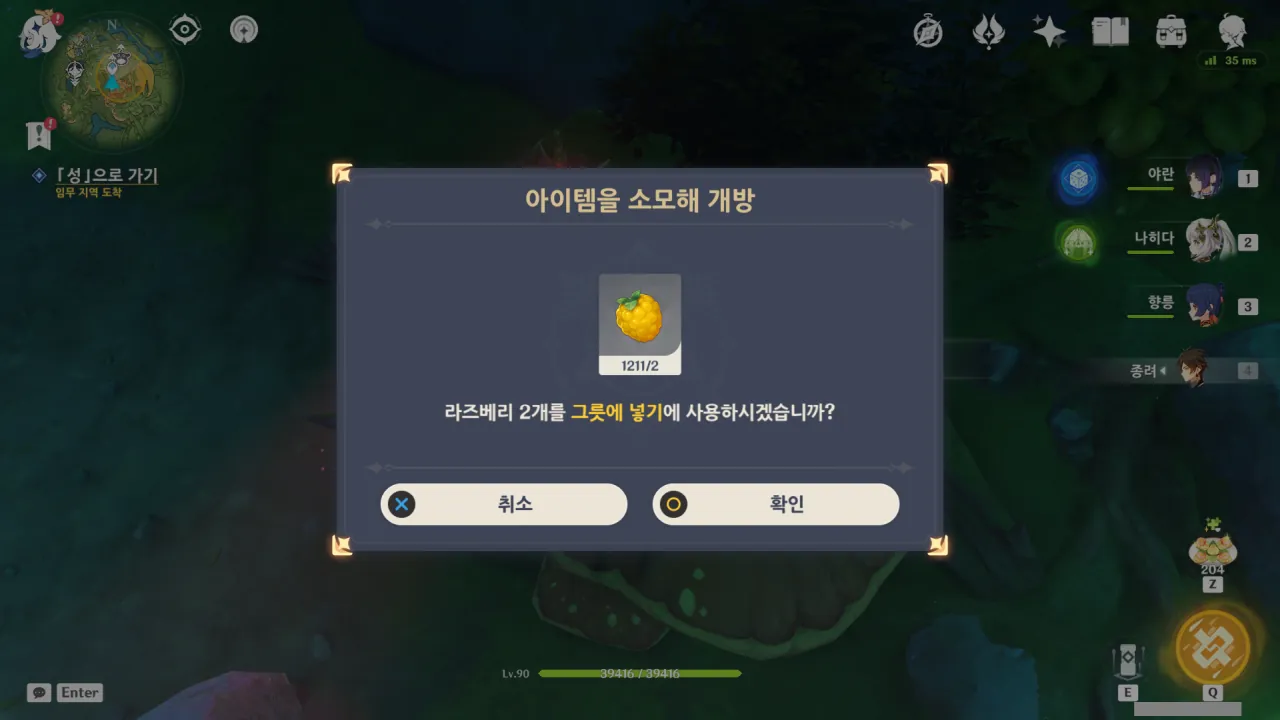 N
35 ms
「성」으로 가기
임무 지역 도착
아이템을 소모해 개방
1211/2
라즈베리 2개를 그릇에 넣기에 사용하시겠습니까?
취소
확인
야란
1
나히다
2
향릉
3
종려
4
204
Z
E
Q
Lv.90
39416 / 39416
Enter